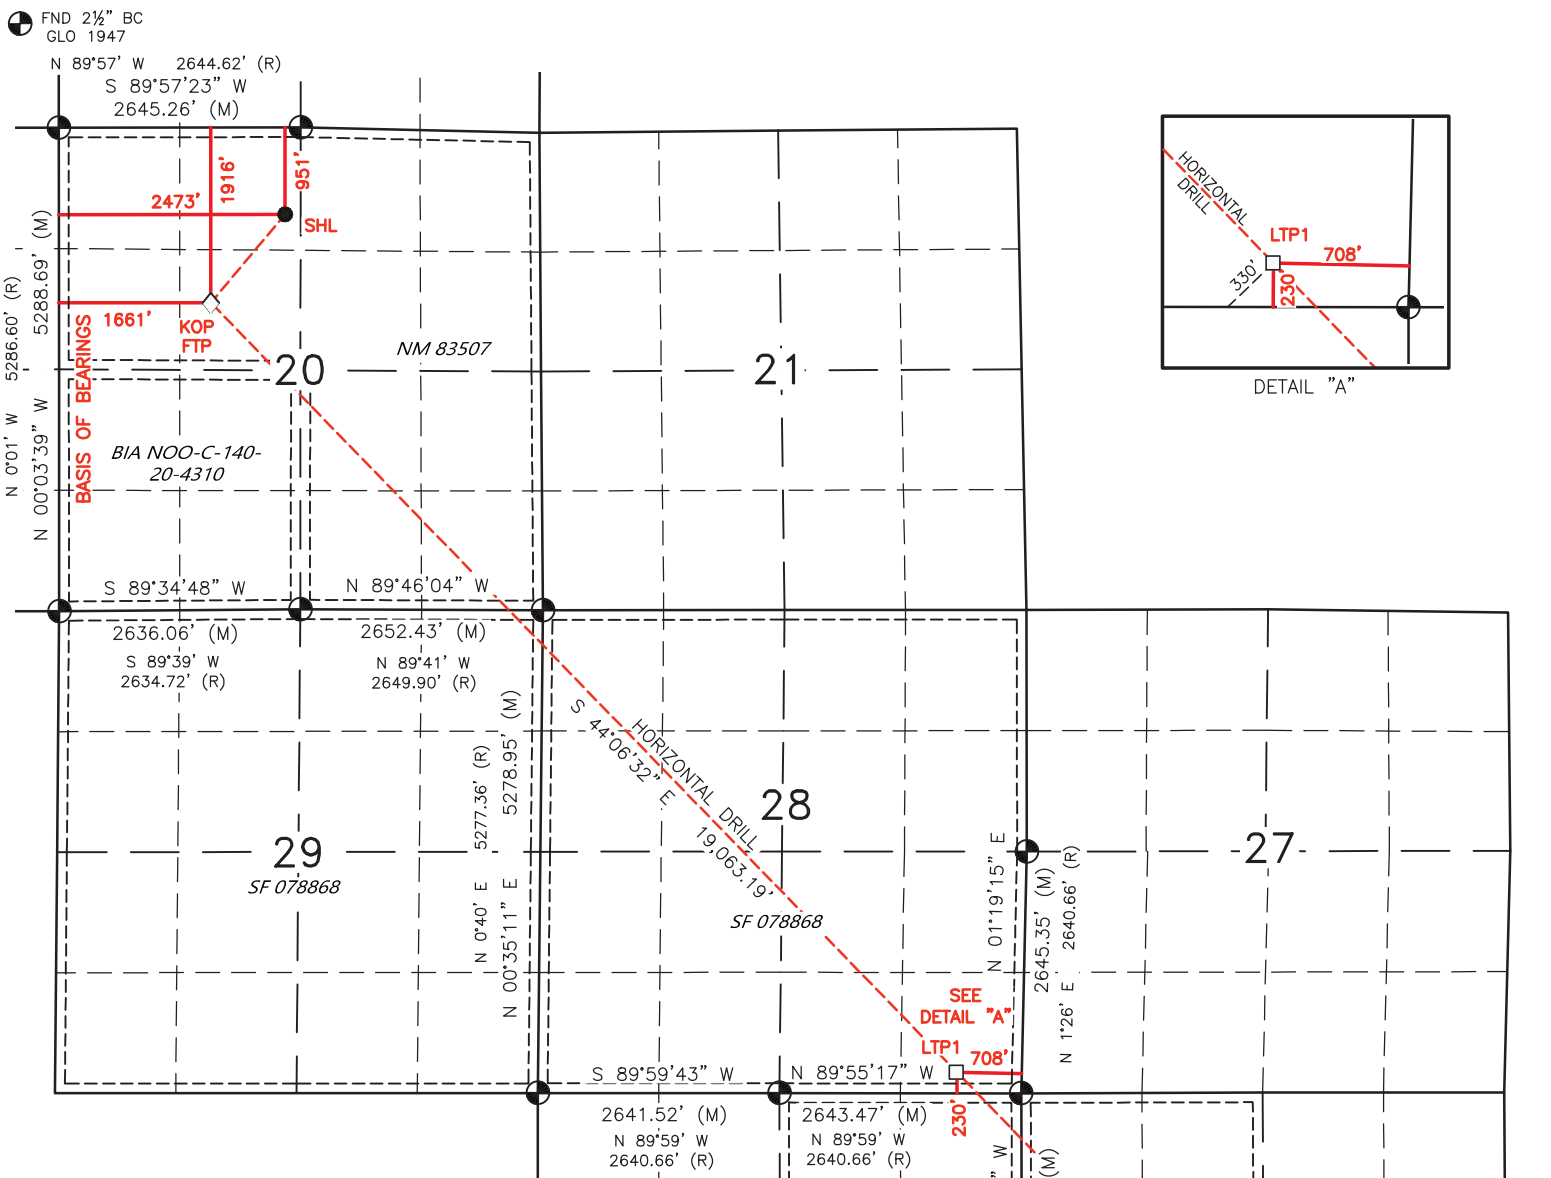 FND 2½" BC
GLO 1947
N 89°57' W 2644.62' (R)
S 89°57'23" W
2645.26' (M)
1916'
951'
2473'
SHL
1661'
KOP
FTP
BASIS OF BEARINGS
N 0°01' W 5286.60' (R)
N 00°03'39" W 5288.69' (M)
20
NM 83507
21
BIA NOO-C-140-
20-4310
HORIZONTAL
DRILL
LTP1
708'
330'
230'
DETAIL "A"
S 89°34'48" W
N 89°46'04" W
2636.06' (M)
2652.43' (M)
S 89°39' W
2634.72' (R)
N 89°41' W
2649.90' (R)
N 0°40' E 5277.36' (R)
N 00°35'11" E 5278.95' (M)
HORIZONTAL DRILL
S 44°06'32" E
19,063.19'
28
29
SF 078868
SF 078868
27
N 01°19'15" E
2645.35' (M)
N 1°26' E 2640.66' (R)
SEE
DETAIL "A"
LTP1
708'
230'
S 89°59'43" W
N 89°55'17" W
2641.52' (M)
2643.47' (M)
N 89°59' W
2640.66' (R)
N 89°59' W
2640.66' (R)
" W
(M)